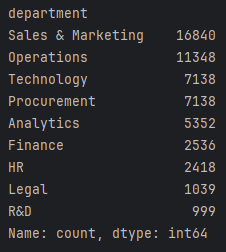 department
Sales & Marketing    16840
Operations           11348
Technology            7138
Procurement           7138
Analytics             5352
Finance               2536
HR                    2418
Legal                 1039
R&D                    999
Name: count, dtype: int64